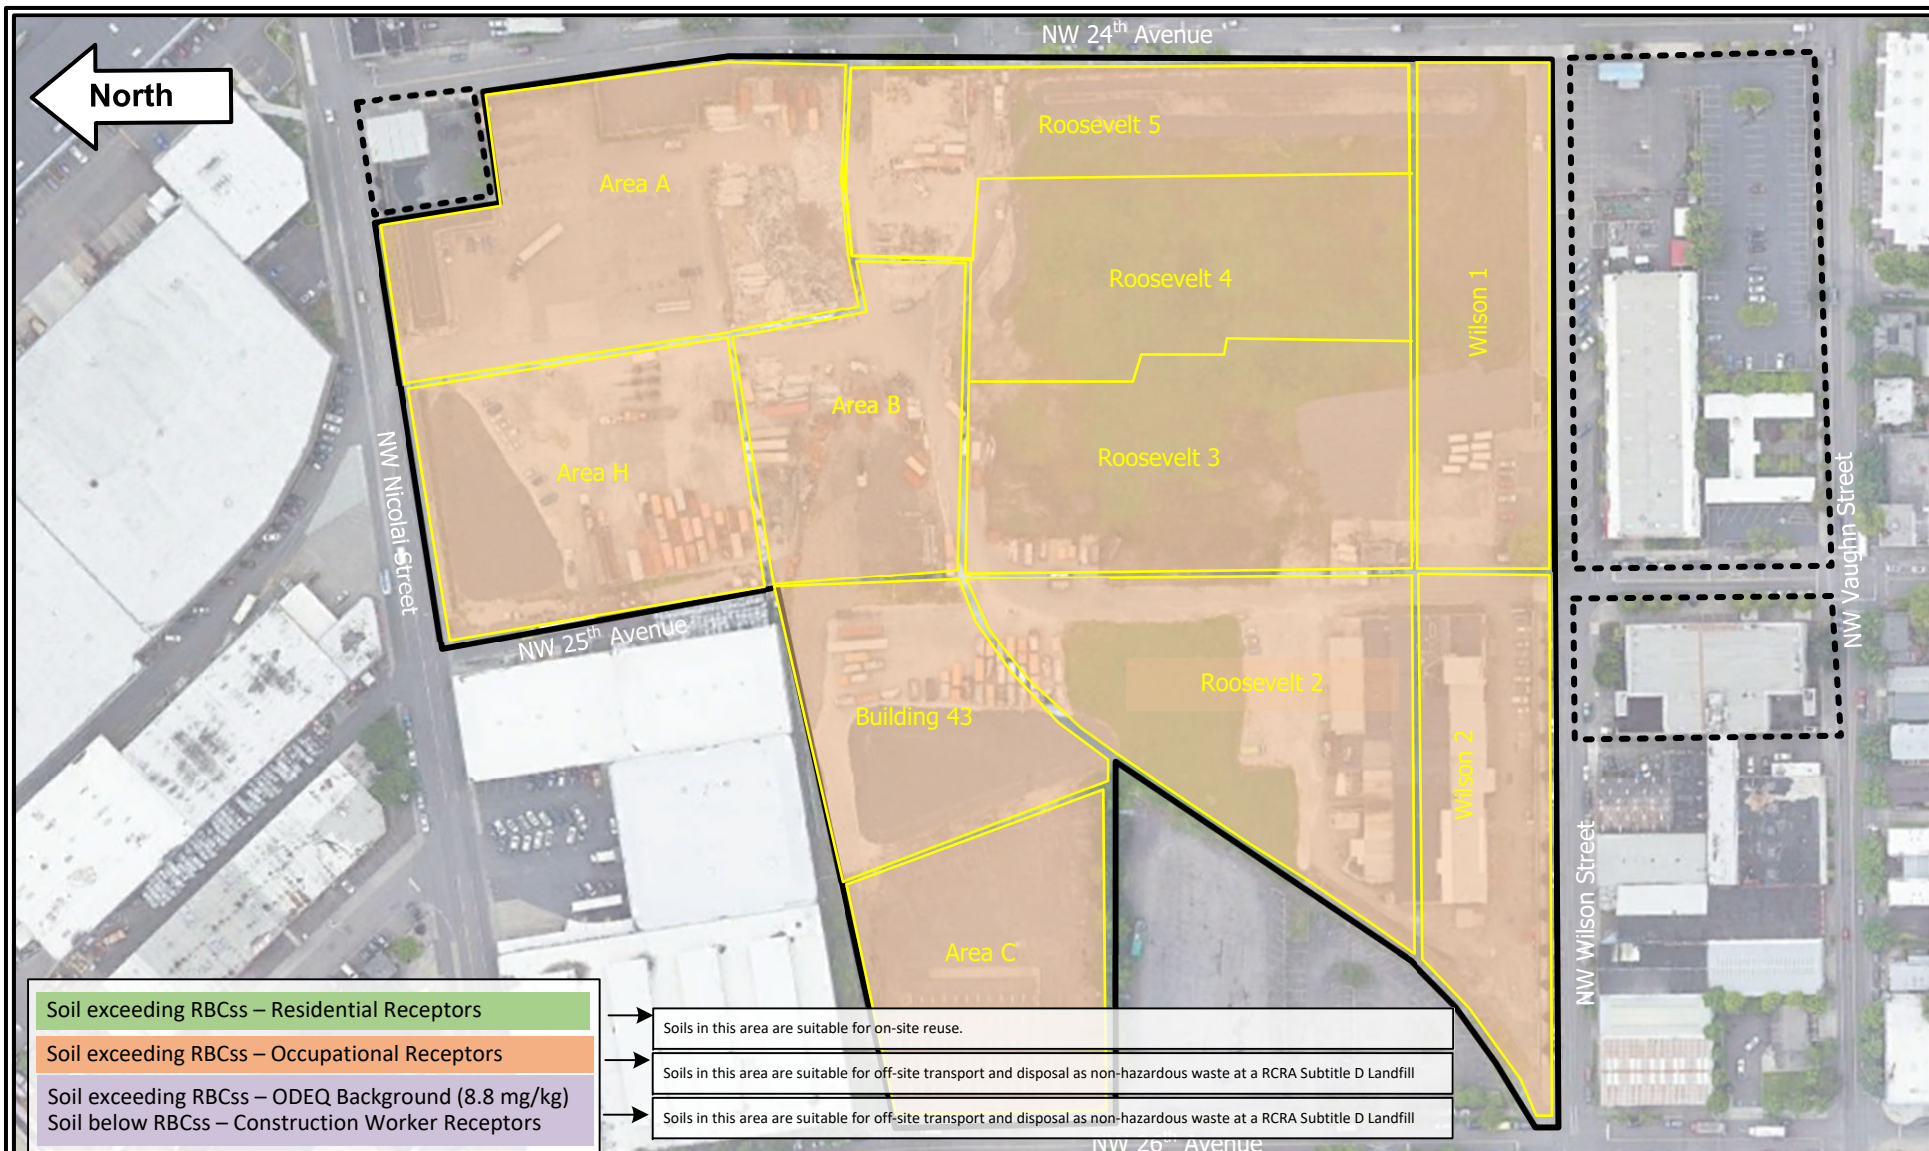 NW 24th Avenue
North
Roosevelt 5
Area A
Roosevelt 4
Wilson 1
Area B
Roosevelt 3
Area H
NW Nicolai Street
NW Vaughn Street
NW 25th Avenue
Roosevelt 2
Building 43
Wilson 2
NW Wilson Street
Area C
Soil exceeding RBCss – Residential Receptors
Soils in this area are suitable for on-site reuse.
Soil exceeding RBCss – Occupational Receptors
Soils in this area are suitable for off-site transport and disposal as non-hazardous waste at a RCRA Subtitle D Landfill
Soil exceeding RBCss – ODEQ Background (8.8 mg/kg)
Soil below RBCss – Construction Worker Receptors
Soils in this area are suitable for off-site transport and disposal as non-hazardous waste at a RCRA Subtitle D Landfill
NW 26th Avenue